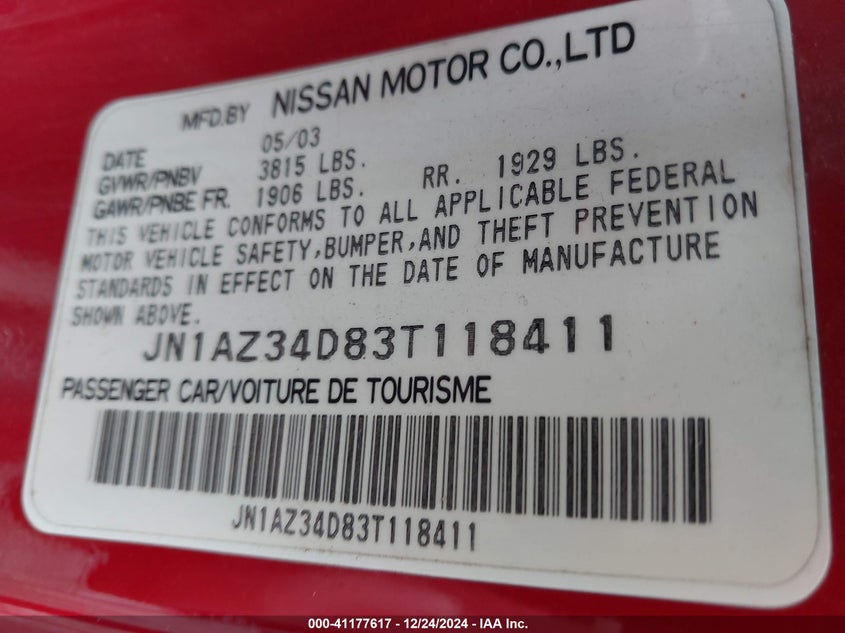 MFD.BY NISSAN MOTOR CO.,LTD
DATE 05/03
GVWR/PNBV 3815 LBS.
GAWR/PNBE FR. 1906 LBS. RR. 1929 LBS.
THIS VEHICLE CONFORMS TO ALL APPLICABLE FEDERAL
MOTOR VEHICLE SAFETY,BUMPER,AND THEFT PREVENTION
STANDARDS IN EFFECT ON THE DATE OF MANUFACTURE
SHOWN ABOVE.
JN1AZ34D83T118411
PASSENGER CAR/VOITURE DE TOURISME
JN1AZ34D83T118411
000-41177617 - 12/24/2024 - IAA Inc.